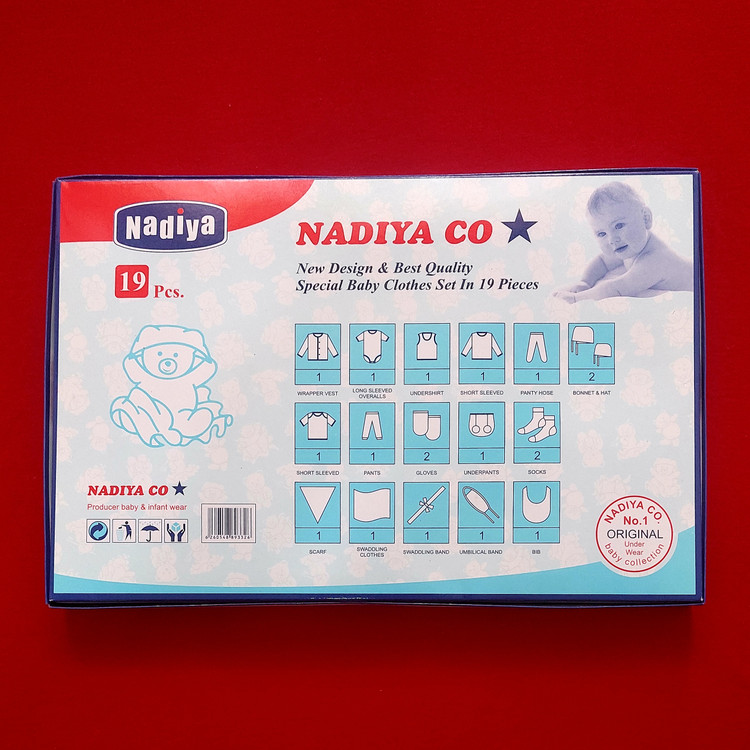 Nadiya
19 Pcs.
NADIYA CO
New Design & Best Quality
Special Baby Clothes Set In 19 Pieces
1 1 1 1 1 2
WRAPPER VEST
LONG SLEEVED
OVERALLS
UNDERSHIRT
SHORT SLEEVED
PANTY HOSE
BONNET & HAT
1 1 2 1 2
SHORT SLEEVED
PANTS
GLOVES
UNDERPANTS
SOCKS
1 1 1 1 1
SCARF
SWADDLING
CLOTHES
SWADDLING BAND
UMBILICAL BAND
BIB
NADIYA CO
Producer baby & infant wear
6260548893326
NADIYA CO.
No.1
ORIGINAL
Under
Wear
baby collection